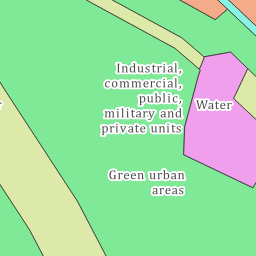 Industrial,
commercial,
public,
military and
private units
Water
Green urban
areas